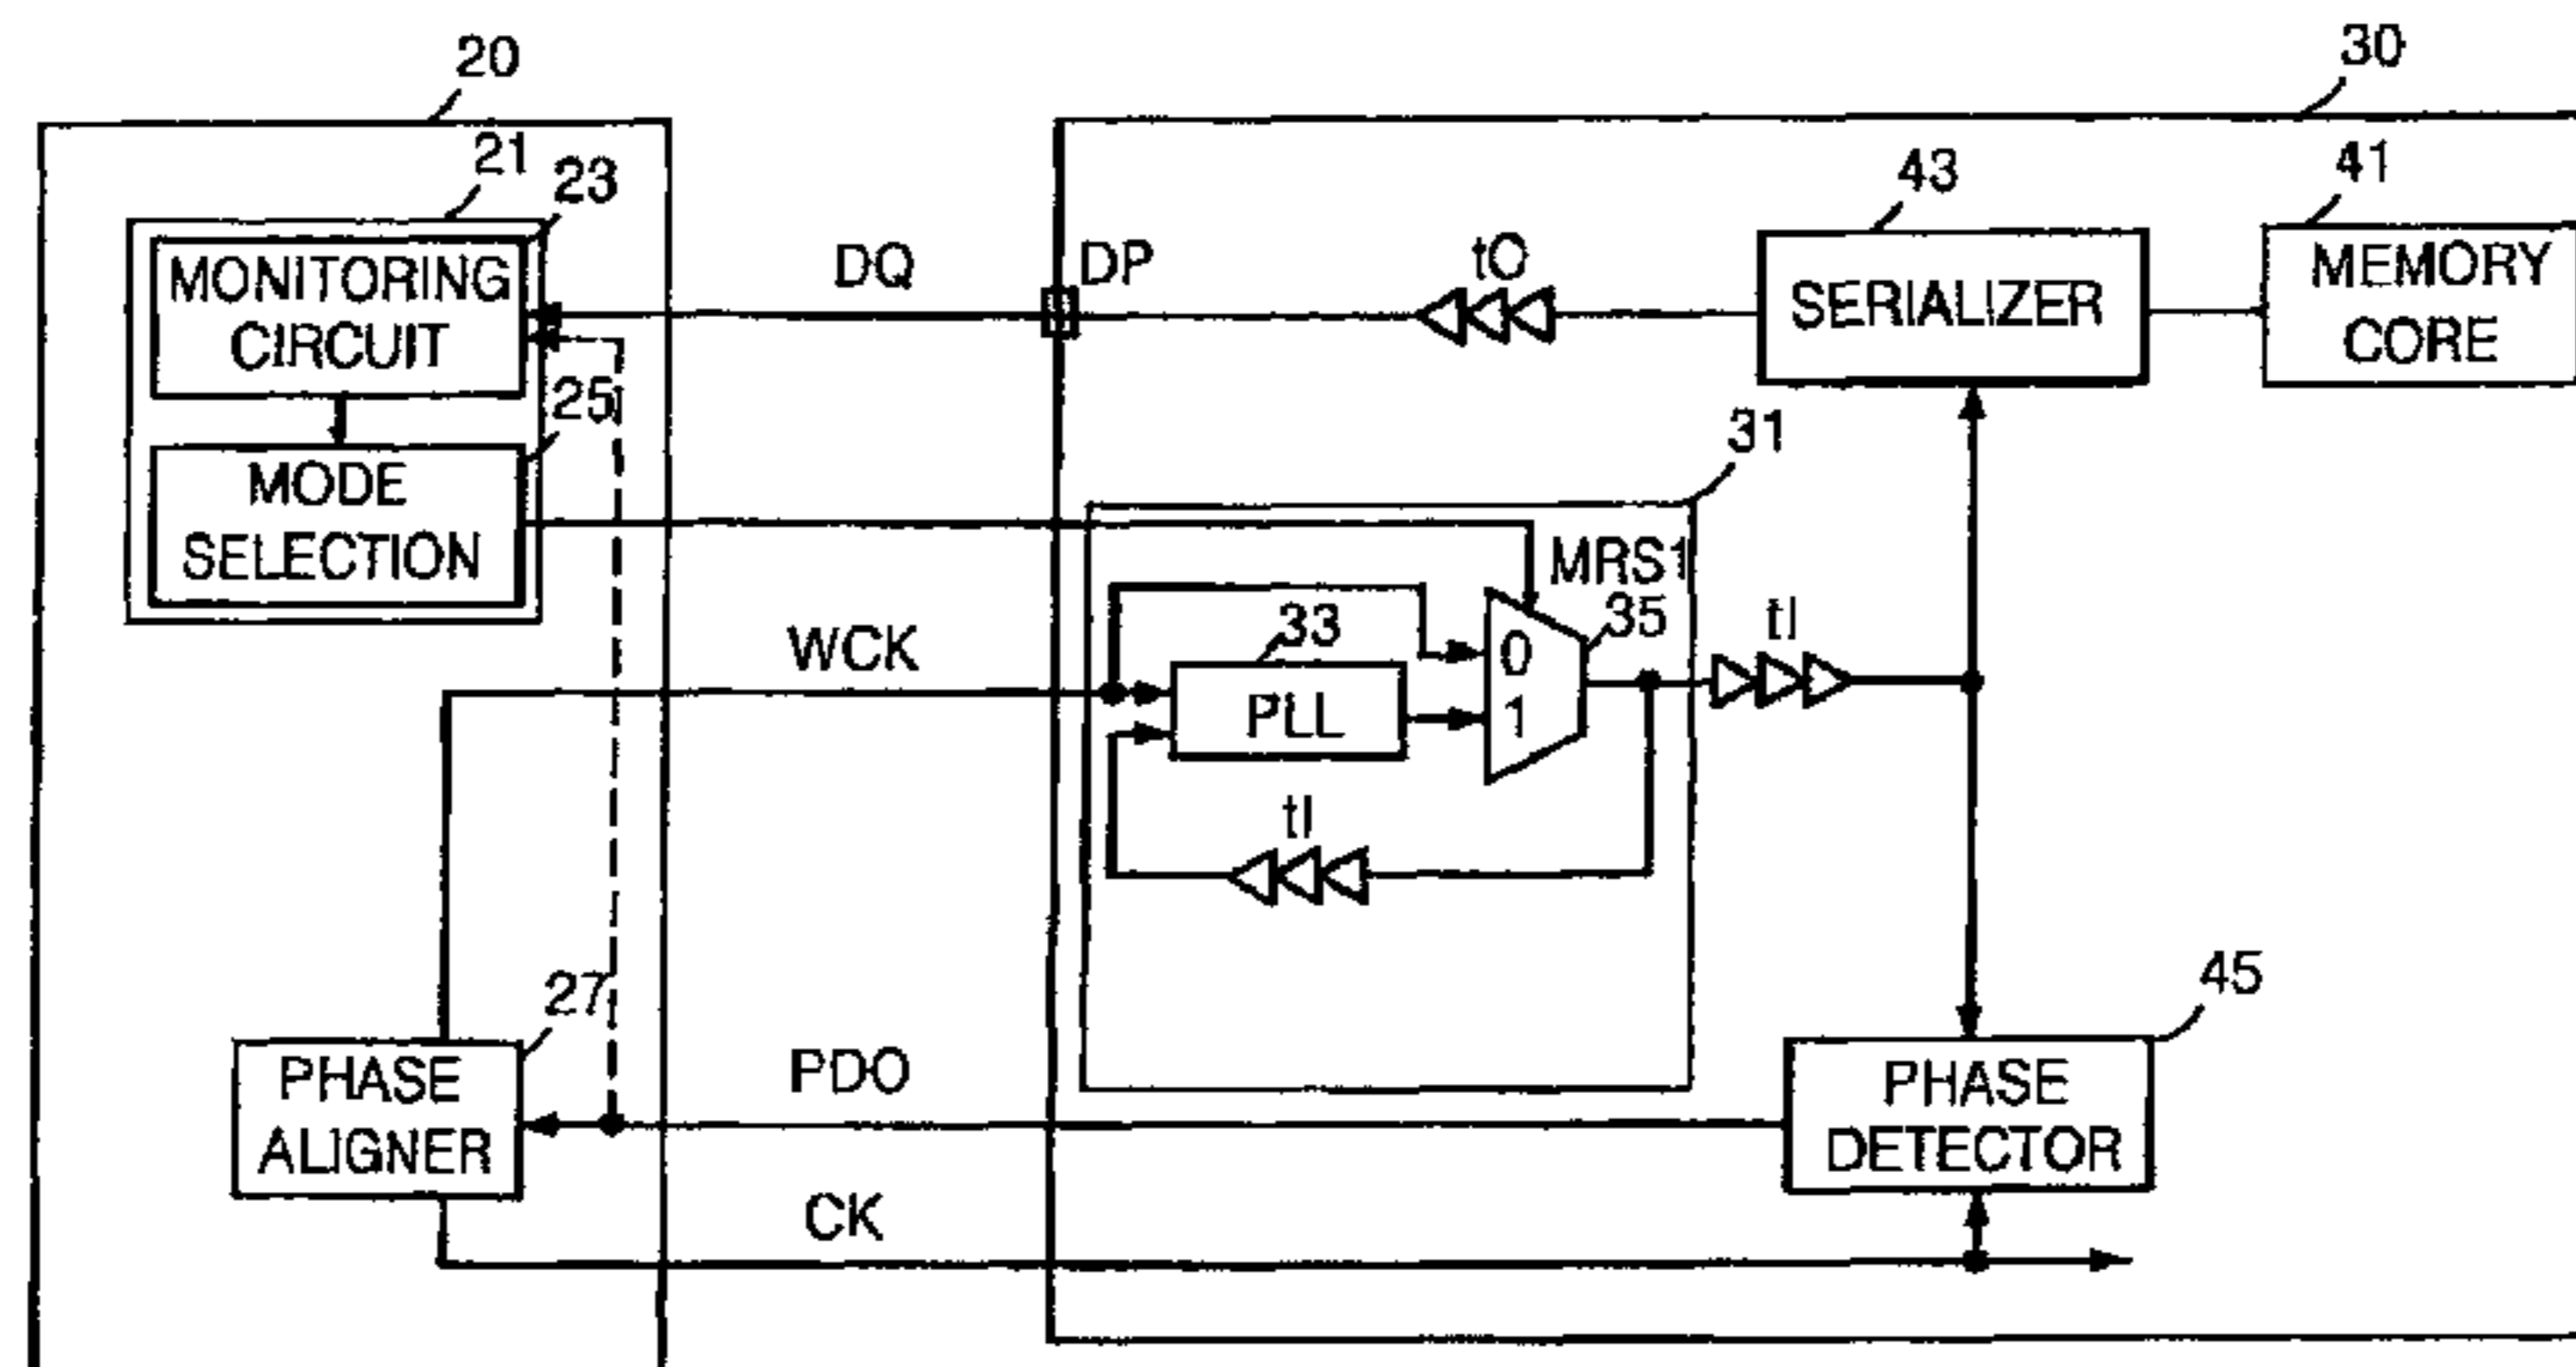 20
30
21
23
43
41
MONITORING
CIRCUIT
DQ
DP
tO
SERIALIZER
MEMORY
CORE
25
31
MODE
SELECTION
MRS1
WCK
33
0
35
tI
PLL
1
tI
27
45
PHASE
ALIGNER
PDO
PHASE
DETECTOR
CK